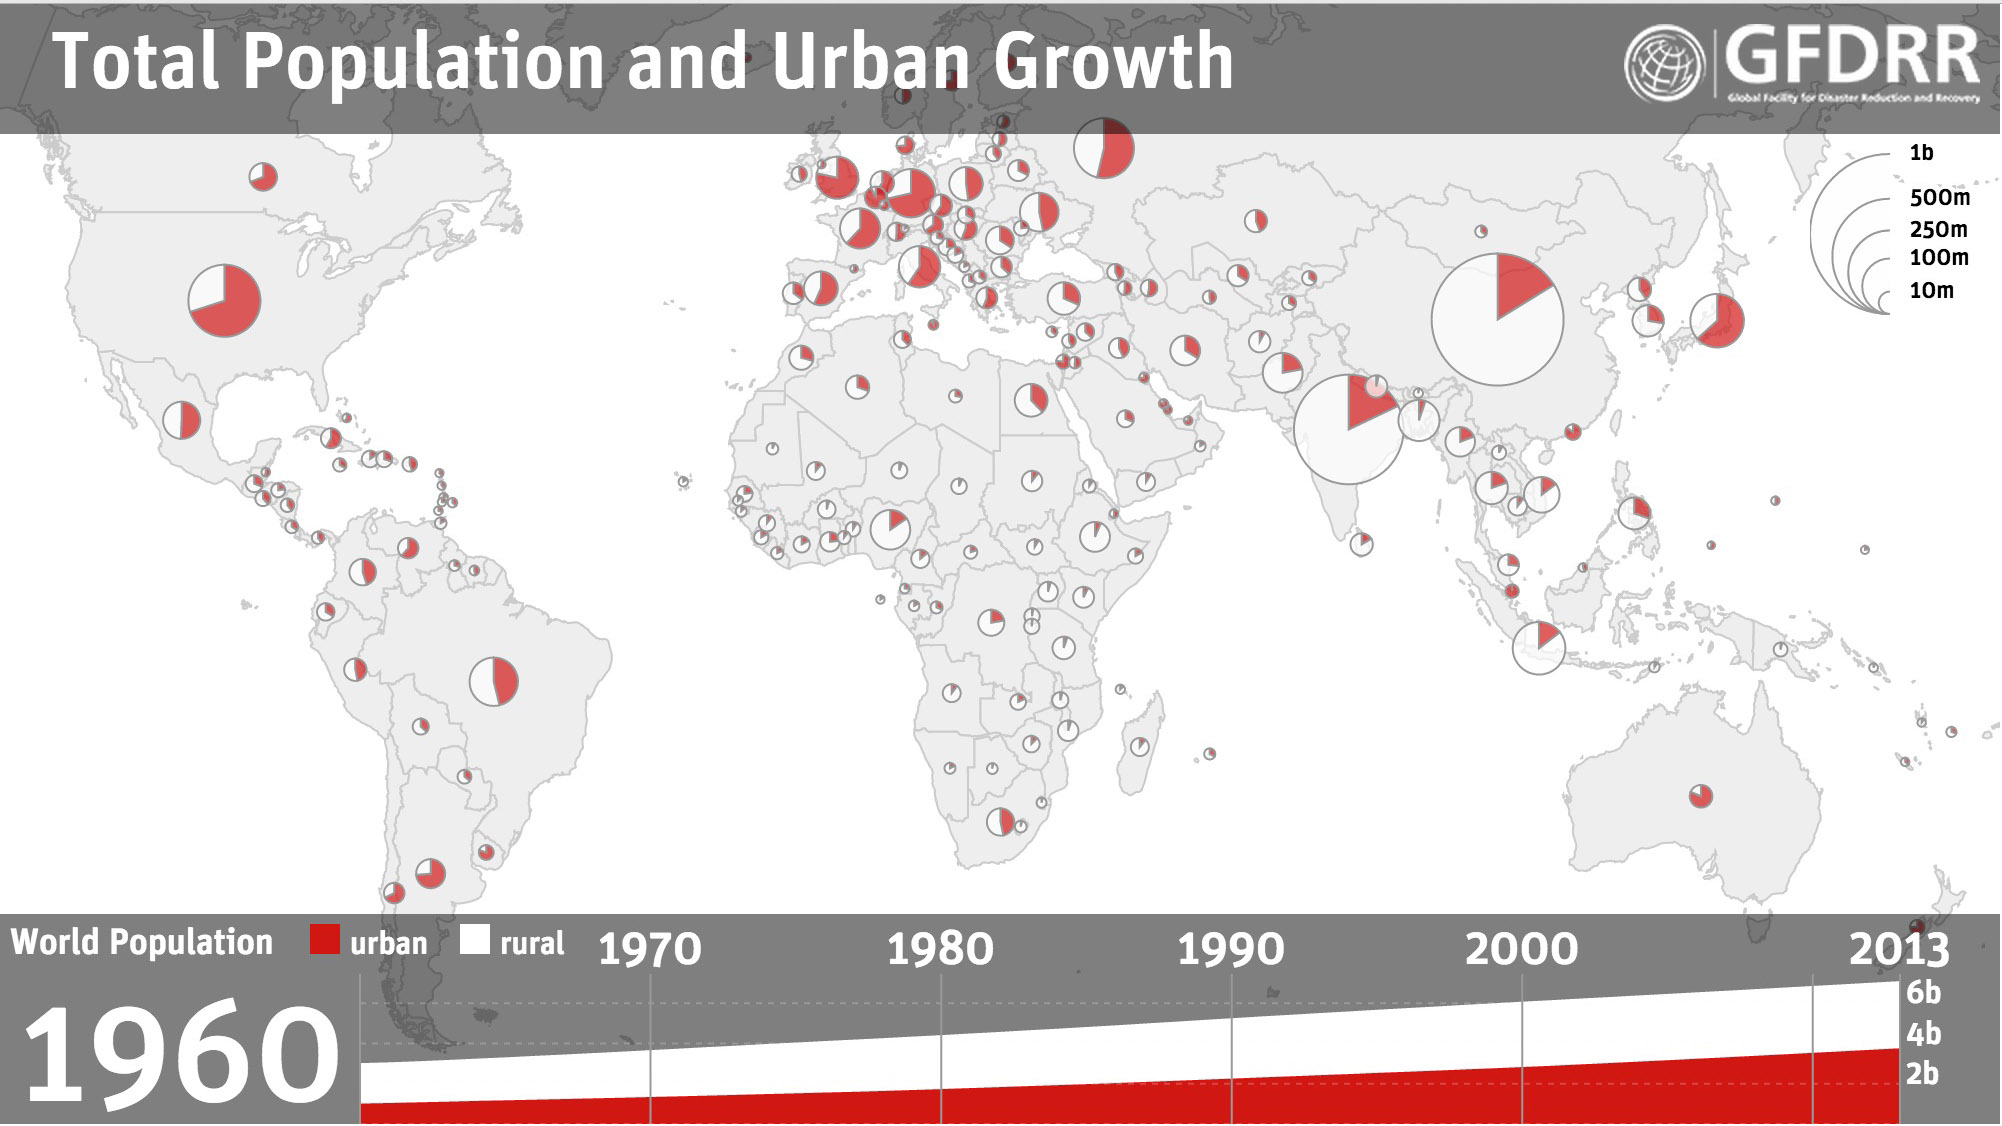 Total Population and Urban Growth
GFDRR
Global Facility for Disaster Reduction and Recovery
1b
500m
250m
100m
10m
World Population urban rural 1970 1980 1990 2000 2013
1960
6b
4b
2b